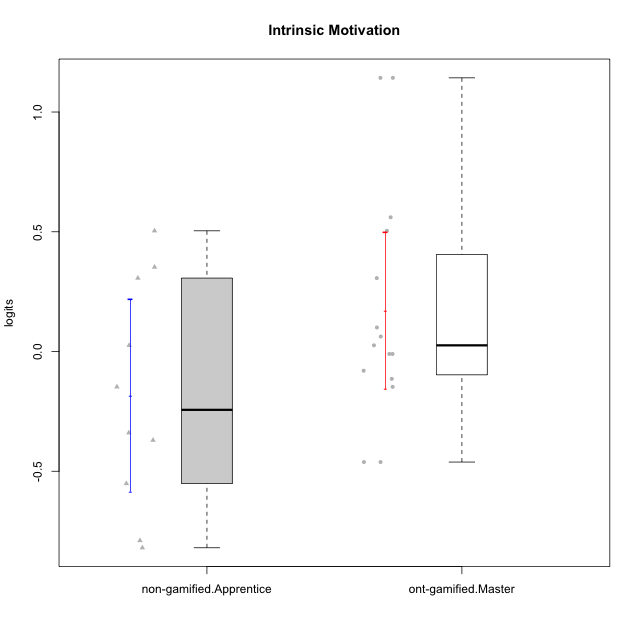 Intrinsic Motivation
1.0
0.5
0.0
-0.5
logits
non-gamified.Apprentice
ont-gamified.Master